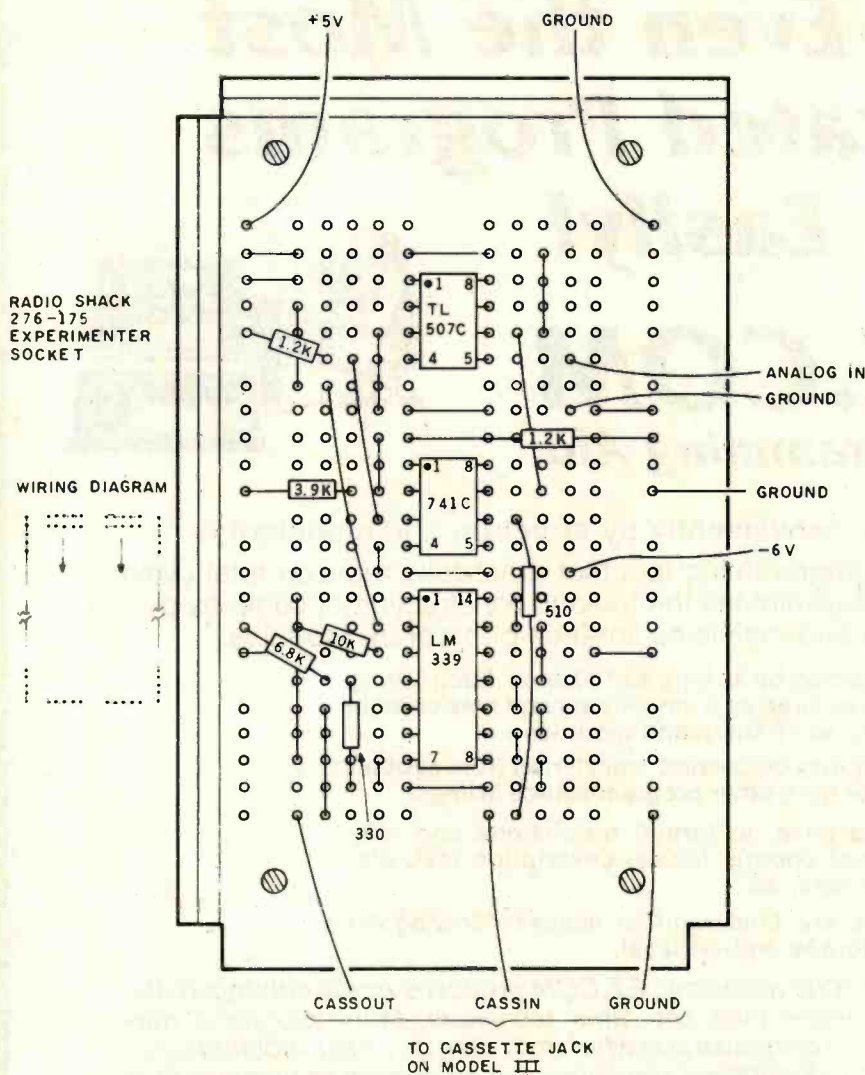 +5V
GROUND
RADIO SHACK
276-175
EXPERIMENTER
SOCKET
1 8
TL
507C
4 5
1.2K
ANALOG IN
GROUND
1.2K
WIRING DIAGRAM
3.9K
1 8
741C
4 5
GROUND
-6V
1 14
LM
339
7 8
510
10K
6.8K
330
CASSOUT
CASSIN
GROUND
TO CASSETTE JACK
ON MODEL III